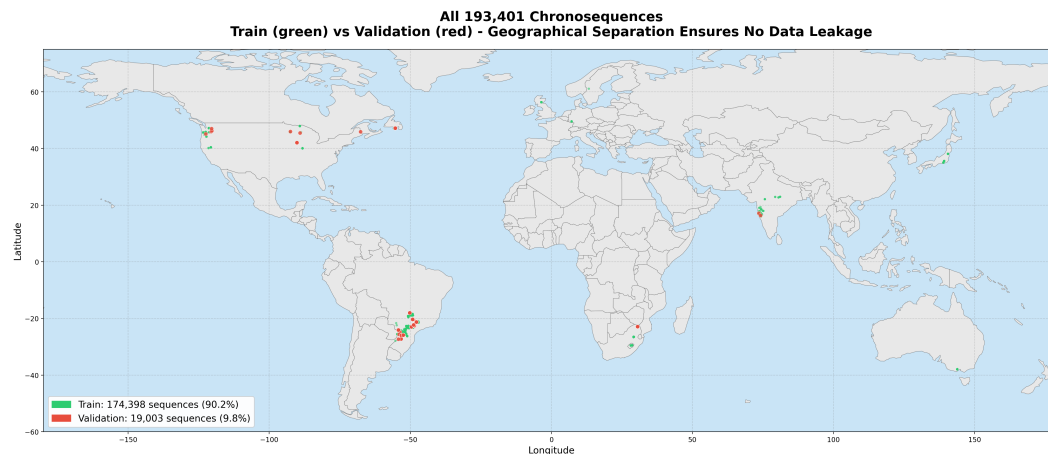 All 193,401 Chronosequences
Train (green) vs Validation (red) - Geographical Separation Ensures No Data Leakage
Latitude
60
40
20
0
−20
−40
−60
Train: 174,398 sequences (90.2%)
Validation: 19,003 sequences (9.8%)
−150
−100
−50
0
50
100
150
Longitude